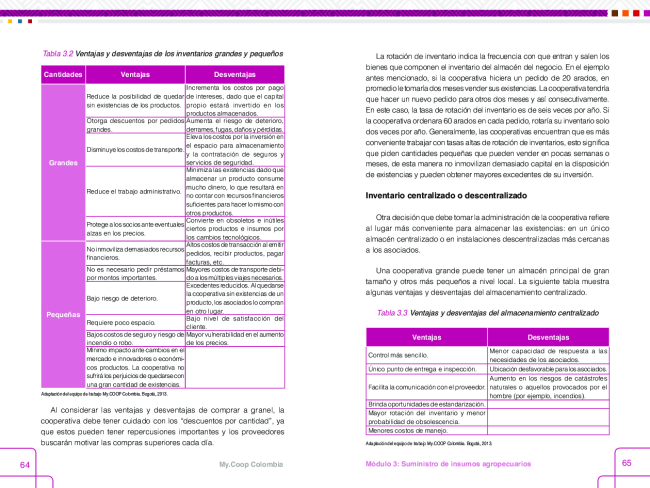 Tabla 3.2 Ventajas y desventajas de los inventarios grandes y pequeños
Cantidades Ventajas Desventajas
Grandes
Reduce la posibilidad de quedar
sin existencias de los productos.
Incrementa los costos por pago
de intereses, dado que el capital
propio estará invertido en los
productos almacenados.
Otorga descuentos por pedidos
grandes.
Aumenta el riesgo de deterioro,
derrames, fugas, daños y pérdidas.
Disminuye los costos de transporte.
Eleva los costos por la inversión en
el espacio para almacenamiento
y la contratación de seguros y
servicios de seguridad.
Reduce el trabajo administrativo.
Minimiza las existencias dado que
almacenar un producto consume
mucho dinero, lo que resultará en
no contar con recursos financieros
suficientes para hacer lo mismo con
otros productos.
Protege a los socios ante eventuales
alzas en los precios.
Convierte en obsoletos e inútiles
ciertos productos e insumos por
los cambios tecnológicos.
Pequeñas
No inmoviliza demasiados recursos
financieros.
Altos costos de transacción al emitir
pedidos, recibir productos, pagar
facturas, etc.
No es necesario pedir préstamos
por montos importantes.
Mayores costos de transporte debi-
do a los múltiples viajes necesarios.
Bajo riesgo de deterioro.
Excedentes reducidos. Al quedarse
la cooperativa sin existencias de un
producto, los asociados lo compran
en otro lugar.
Requiere poco espacio.
Bajo nivel de satisfacción del
cliente.
Bajos costos de seguro y riesgo de
incendio o robo.
Mayor vulnerabilidad en el aumento
de los precios.
Mínimo impacto ante cambios en el
mercado e innovadores o económi-
cos productos. La cooperativa no
sufrirá los perjuicios de quedarse con
una gran cantidad de existencias.
Adaptación del equipo de trabajo My.COOP Colombia, Bogotá, 2013.
Al considerar las ventajas y desventajas de comprar a granel, la
cooperativa debe tener cuidado con los “descuentos por cantidad”, ya
que estos pueden tener repercusiones importantes y los proveedores
buscarán motivar las compras superiores cada día.
64
My.Coop Colombia
La rotación de inventario indica la frecuencia con que entran y salen los
bienes que componen el inventario del almacén del negocio. En el ejemplo
antes mencionado, si la cooperativa hiciera un pedido de 20 arados, en
promedio le tomaría dos meses vender sus existencias. La cooperativa tendría
que hacer un nuevo pedido para otros dos meses y así consecutivamente.
En este caso, la tasa de rotación del inventario es de seis veces por año. Si
la cooperativa ordenara 60 arados en cada pedido, rotaría su inventario solo
dos veces por año. Generalmente, las cooperativas encuentran que es más
conveniente trabajar con tasas altas de rotación de inventarios, esto significa
que piden cantidades pequeñas que pueden vender en pocas semanas o
meses, de esta manera no inmovilizan demasiado capital en la disposición
de existencias y pueden obtener mayores excedentes de su inversión.
Inventario centralizado o descentralizado
Otra decisión que debe tomar la administración de la cooperativa refiere
al lugar más conveniente para almacenar las existencias: en un único
almacén centralizado o en instalaciones descentralizadas más cercanas
a los asociados.
Una cooperativa grande puede tener un almacén principal de gran
tamaño y otros más pequeños a nivel local. La siguiente tabla muestra
algunas ventajas y desventajas del almacenamiento centralizado.
Tabla 3.3 Ventajas y desventajas del almacenamiento centralizado
Ventajas Desventajas
Control más sencillo.
Menor capacidad de respuesta a las
necesidades de los asociados.
Único punto de entrega e inspección.
Ubicación desfavorable para los asociados.
Facilita la comunicación con el proveedor.
Aumento en los riesgos de catástrofes
naturales o aquellos provocados por el
hombre (por ejemplo, incendios).
Brinda oportunidades de estandarización.
Mayor rotación del inventario y menor
probabilidad de obsolescencia.
Menores costos de manejo.
Adaptación del equipo de trabajo My.COOP Colombia. Bogotá, 2013.
Módulo 3: Suministro de insumos agropecuarios
65